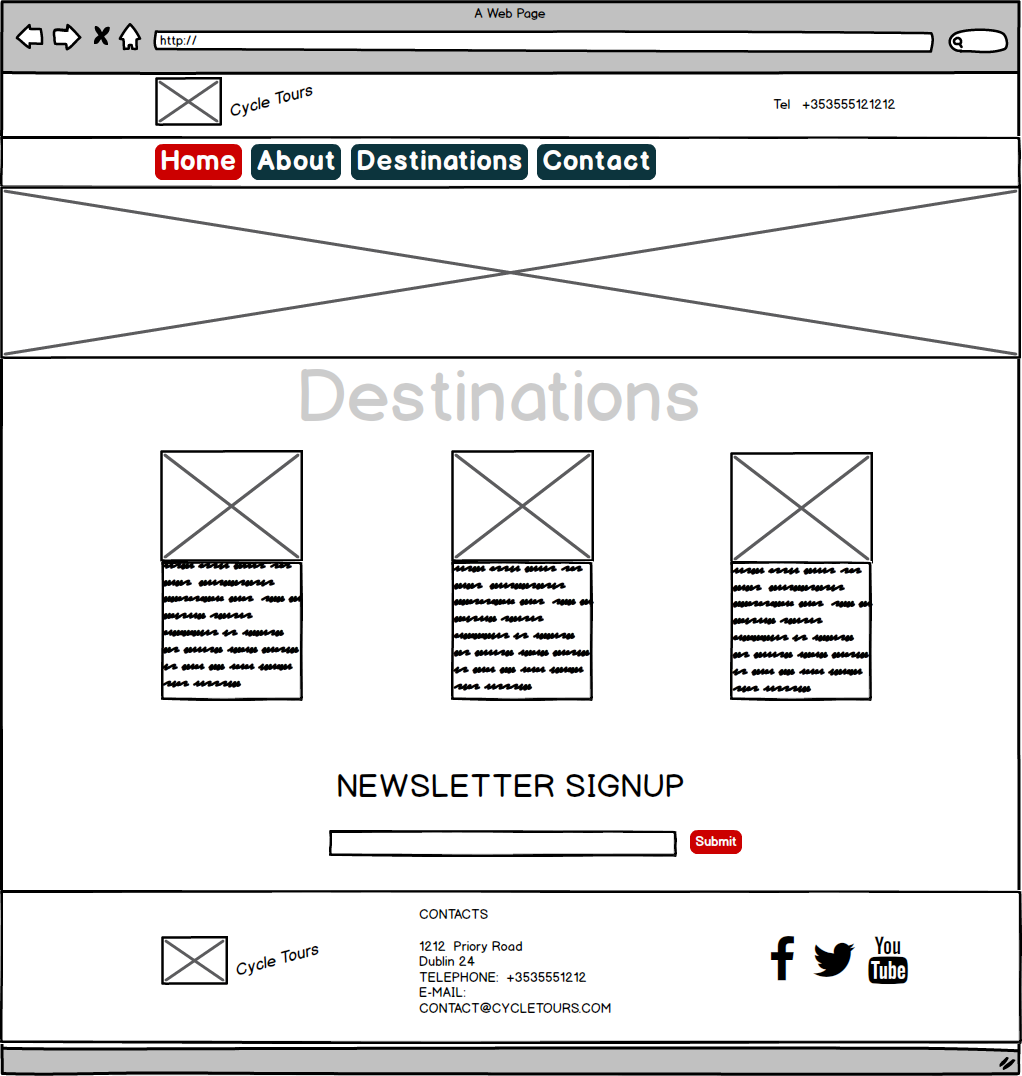 A Web Page
http://
Cycle Tours
Tel +353555121212
Home About Destinations Contact
Destinations
NEWSLETTER SIGNUP
Submit
CONTACTS
Cycle Tours
1212 Priory Road
Dublin 24
TELEPHONE: +3535551212
E-MAIL:
CONTACT@CYCLETOURS.COM
You
Tube